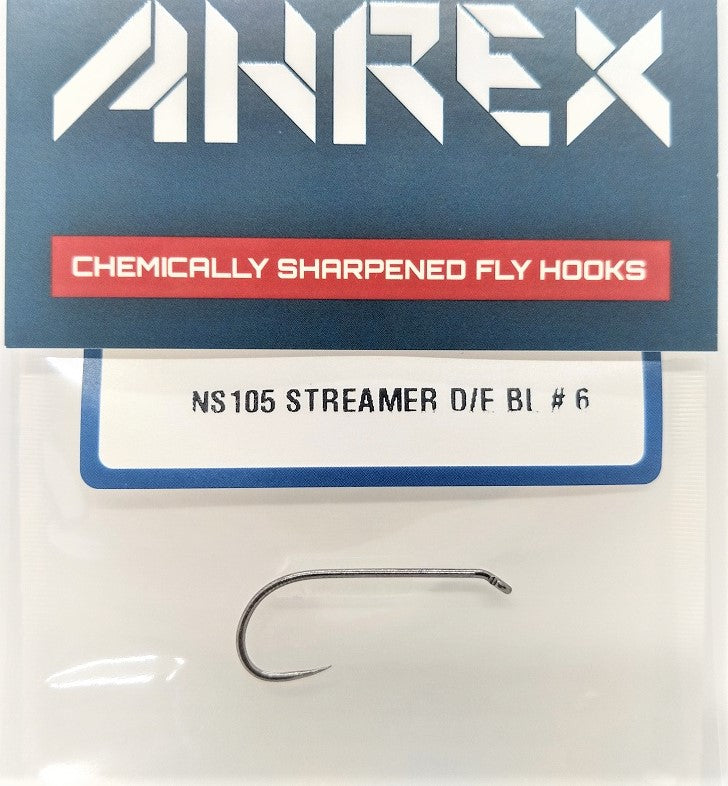 AHREX
CHEMICALLY SHARPENED FLY HOOKS
NS105 STREAMER D/E BL # 6